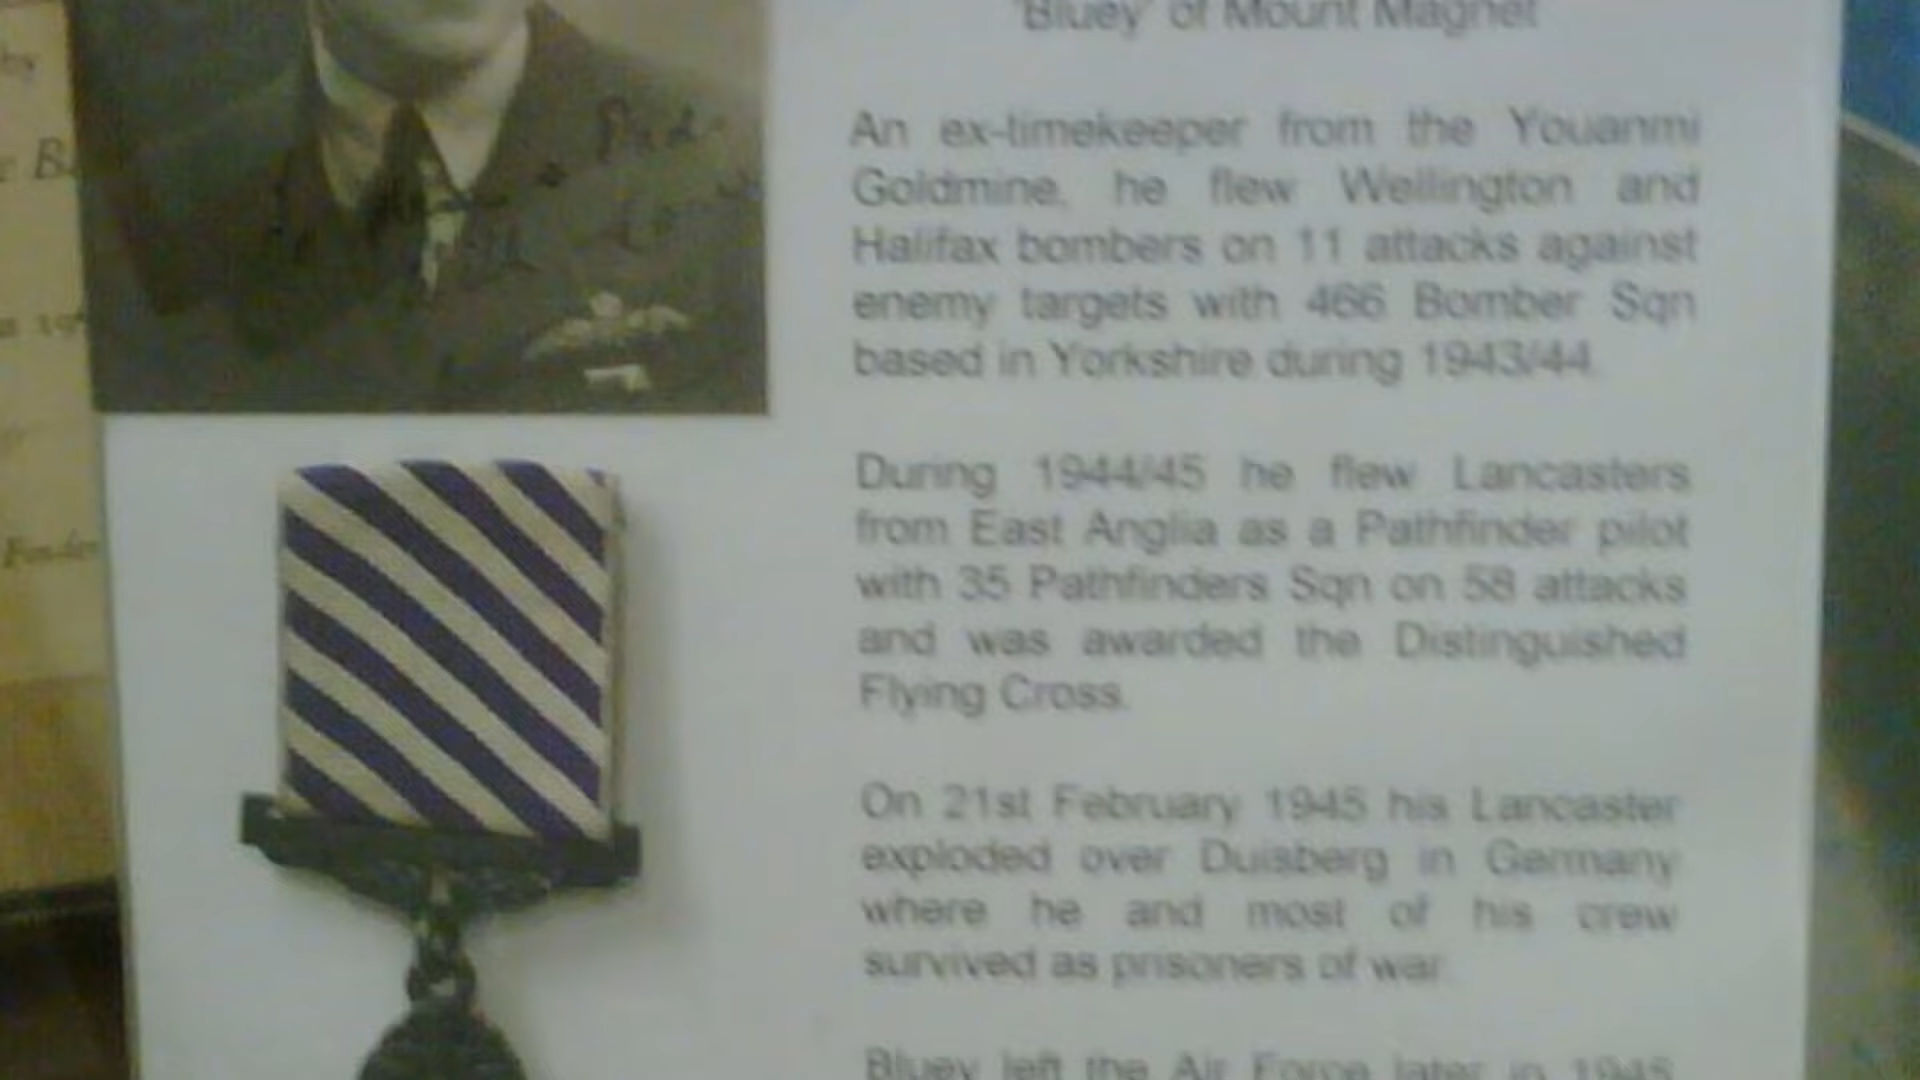 'Bluey' of Mount Magnet
An ex-timekeeper from the Youanmi
Goldmine, he flew Wellington and
Halifax bombers on 11 attacks against
enemy targets with 466 Bomber Sqn
based in Yorkshire during 1943/44.
During 1944/45 he flew Lancasters
from East Anglia as a Pathfinder pilot
with 35 Pathfinders Sqn on 58 attacks
and was awarded the Distinguished
Flying Cross.
On 21st February 1945 his Lancaster
exploded over Duisberg in Germany
where he and most of his crew
survived as prisoners of war.
Bluey left the Air Force later in 1945
by